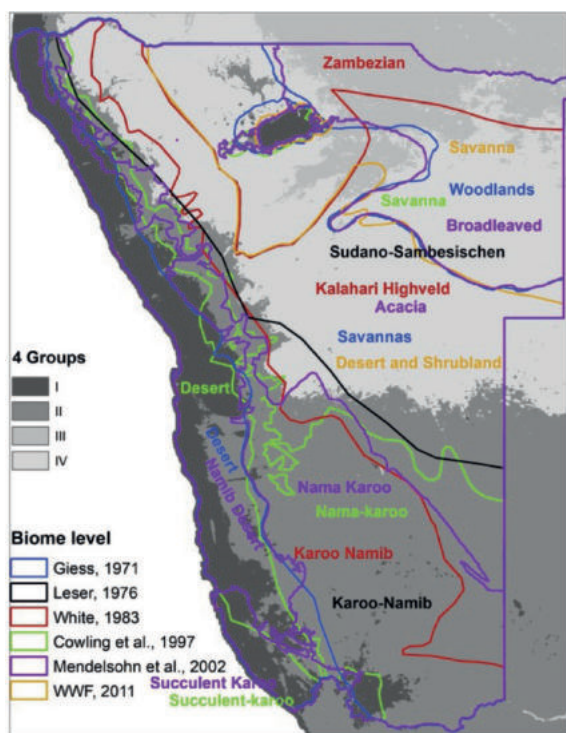 Zambezian
Savanna
Woodlands
Savanna
Broadleaved
Sudano-Sambesischen
Kalahari Highveld
Acacia
Savannas
Desert and Shrubland
4 Groups
I
II
III
IV
Desert
Desert
Namib Desert
Nama Karoo
Nama-karoo
Karoo Namib
Karoo-Namib
Biome level
Giess, 1971
Leser, 1976
White, 1983
Cowling et al., 1997
Mendelsohn et al., 2002
WWF, 2011
Succulent Karoo
Succulent-karoo